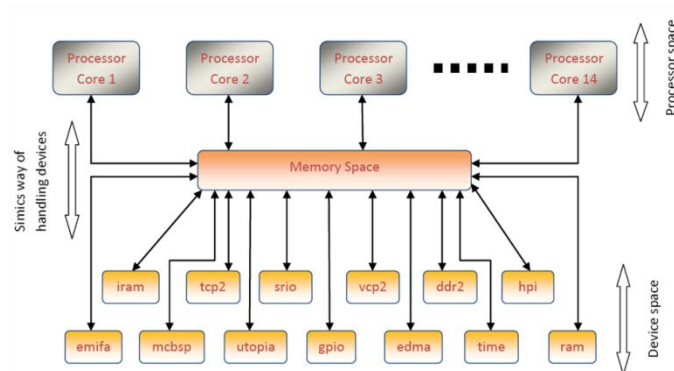 Processor
Core 1
Processor
Core 2
Processor
Core 3
Processor
Core 14
Processor space
Simics way of
handling devices
Memory Space
iram
tcp2
srio
vcp2
ddr2
hpi
emifa
mcbsp
utopia
gpio
edma
time
ram
Device space